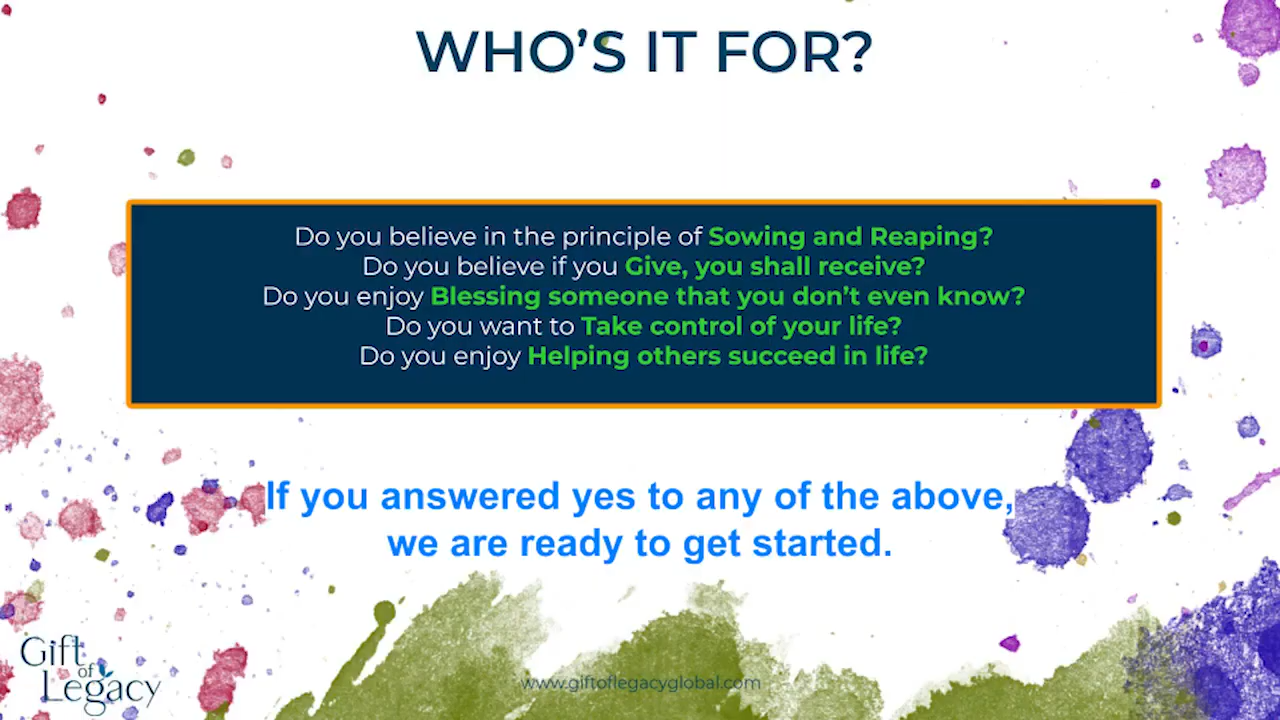 WHO'S IT FOR?
Do you believe in the principle of Sowing and Reaping?
Do you believe if you Give, you shall receive?
Do you enjoy Blessing someone that you don't even know?
Do you want to Take control of your life?
Do you enjoy Helping others succeed in life?
If you answered yes to any of the above,
we are ready to get started.
Gift
of
Legacy
www.giftoflegacyglobal.com